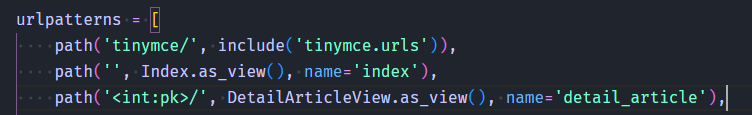 urlpatterns = [
    path('tinymce/', include('tinymce.urls')),
    path('', Index.as_view(), name='index'),
    path('<int:pk>/', DetailArticleView.as_view(), name='detail_article'),